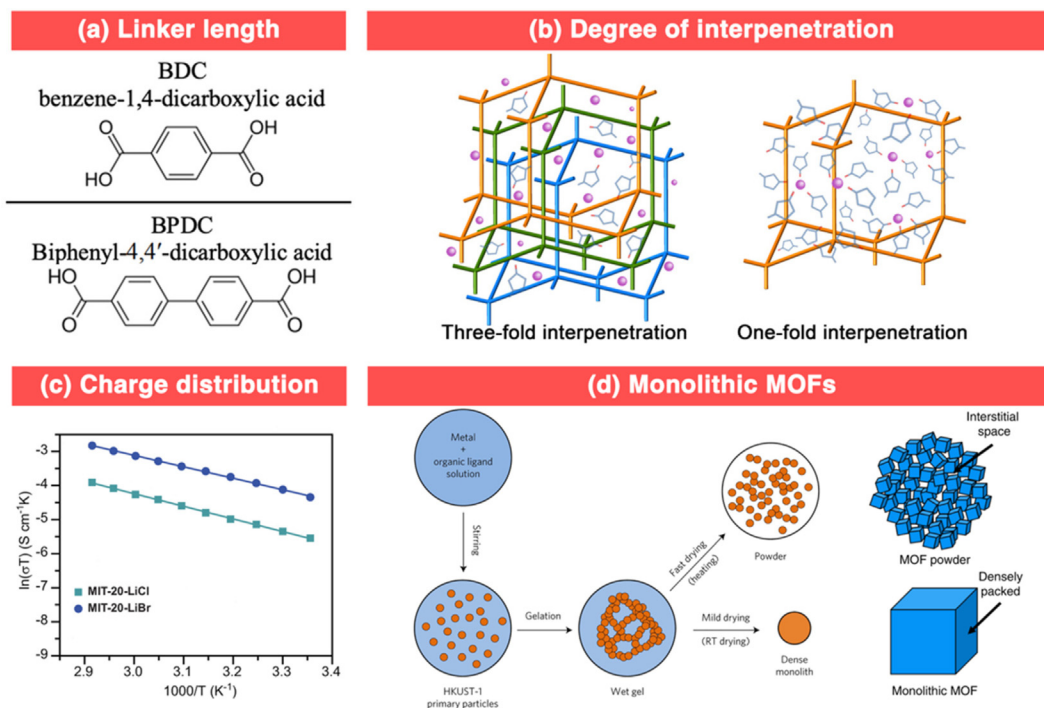 (a) Linker length
BDC
benzene-1,4-dicarboxylic acid
O
OH
HO
O
BPDC
Biphenyl-4,4′-dicarboxylic acid
HO
O
OH
O
(b) Degree of interpenetration
Three-fold interpenetration
One-fold interpenetration
(c) Charge distribution
ln(σT) (S cm⁻¹K)
-3
-4
-5
-6
-7
-8
-9
MIT-20-LiCl
MIT-20-LiBr
2.9
3.0
3.1
3.2
3.3
3.4
1000/T (K⁻¹)
(d) Monolithic MOFs
Metal
+
organic ligand
solution
Stirring
HKUST-1
primary particles
Gelation
Wet gel
Fast drying
(heating)
Powder
Mild drying
(RT drying)
Dense
monolith
Interstitial
space
MOF powder
Densely
packed
Monolithic MOF